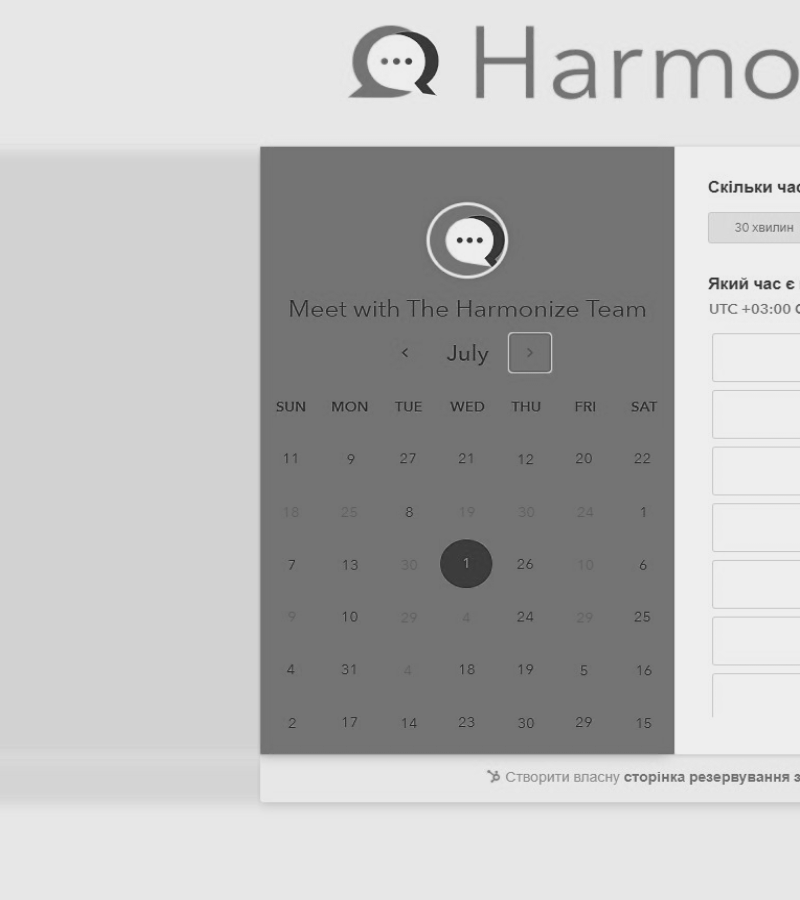 Harmo
Meet with The Harmonize Team
July
SUN MON TUE WED THU FRI SAT
11 9 27 21 12 20 22
18 25 8 19 30 24 1
7 13 30 1 26 10 6
9 10 29 4 24 29 25
4 31 4 18 19 5 16
2 17 14 23 30 29 15
Скільки час
30 хвилин
Який час є
UTC +03:00
Створити власну сторінка резервування з